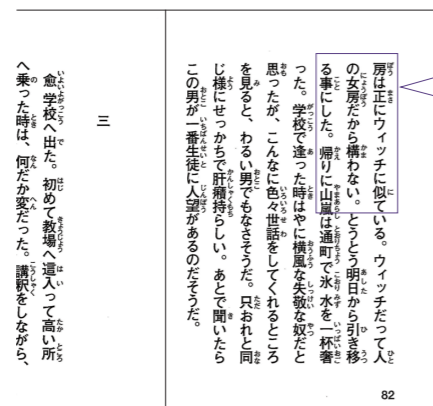 房は正にウィッチに似ている。ウィッチだって人
の女房だから構わない。とうとう明日から引き移
る事にした。帰りに山嵐は通町で氷水を一杯奢
った。学校で逢った時はやに横風な失敬な奴だと
思ったが、こんなに色々世話をしてくれるところ
を見ると、わるい男でもなさそうだ。只おれと同
じ様にせっかちで肝癪持らしい。あとで聞いたら
この男が一番生徒に人望があるのだそうだ。
三
愈学校へ出た。初めて教場へ這入って高い所
へ乗った時は、何だか変だった。講釈をしながら、
82